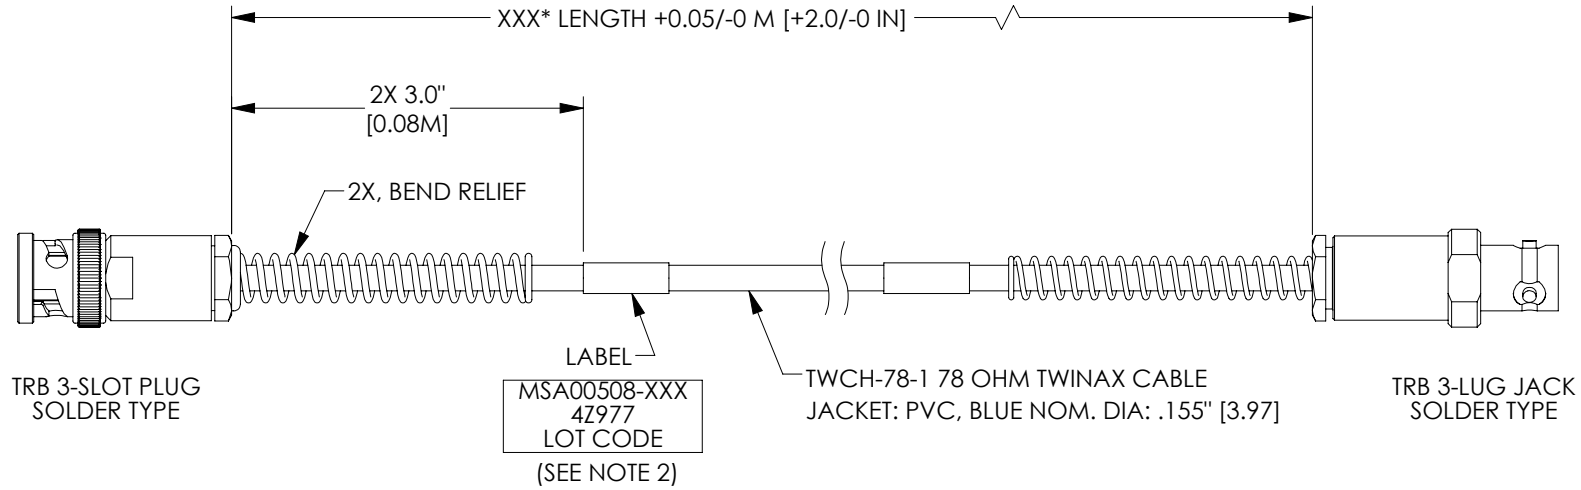 XXX* LENGTH +0.05/-0 M [+2.0/-0 IN]
2X 3.0"
[0.08M]
2X, BEND RELIEF
LABEL
MSA00508-XXX
4Z977
LOT CODE
(SEE NOTE 2)
TWCH-78-1 78 OHM TWINAX CABLE
JACKET: PVC, BLUE NOM. DIA: .155" [3.97]
TRB 3-SLOT PLUG
SOLDER TYPE
TRB 3-LUG JACK
SOLDER TYPE